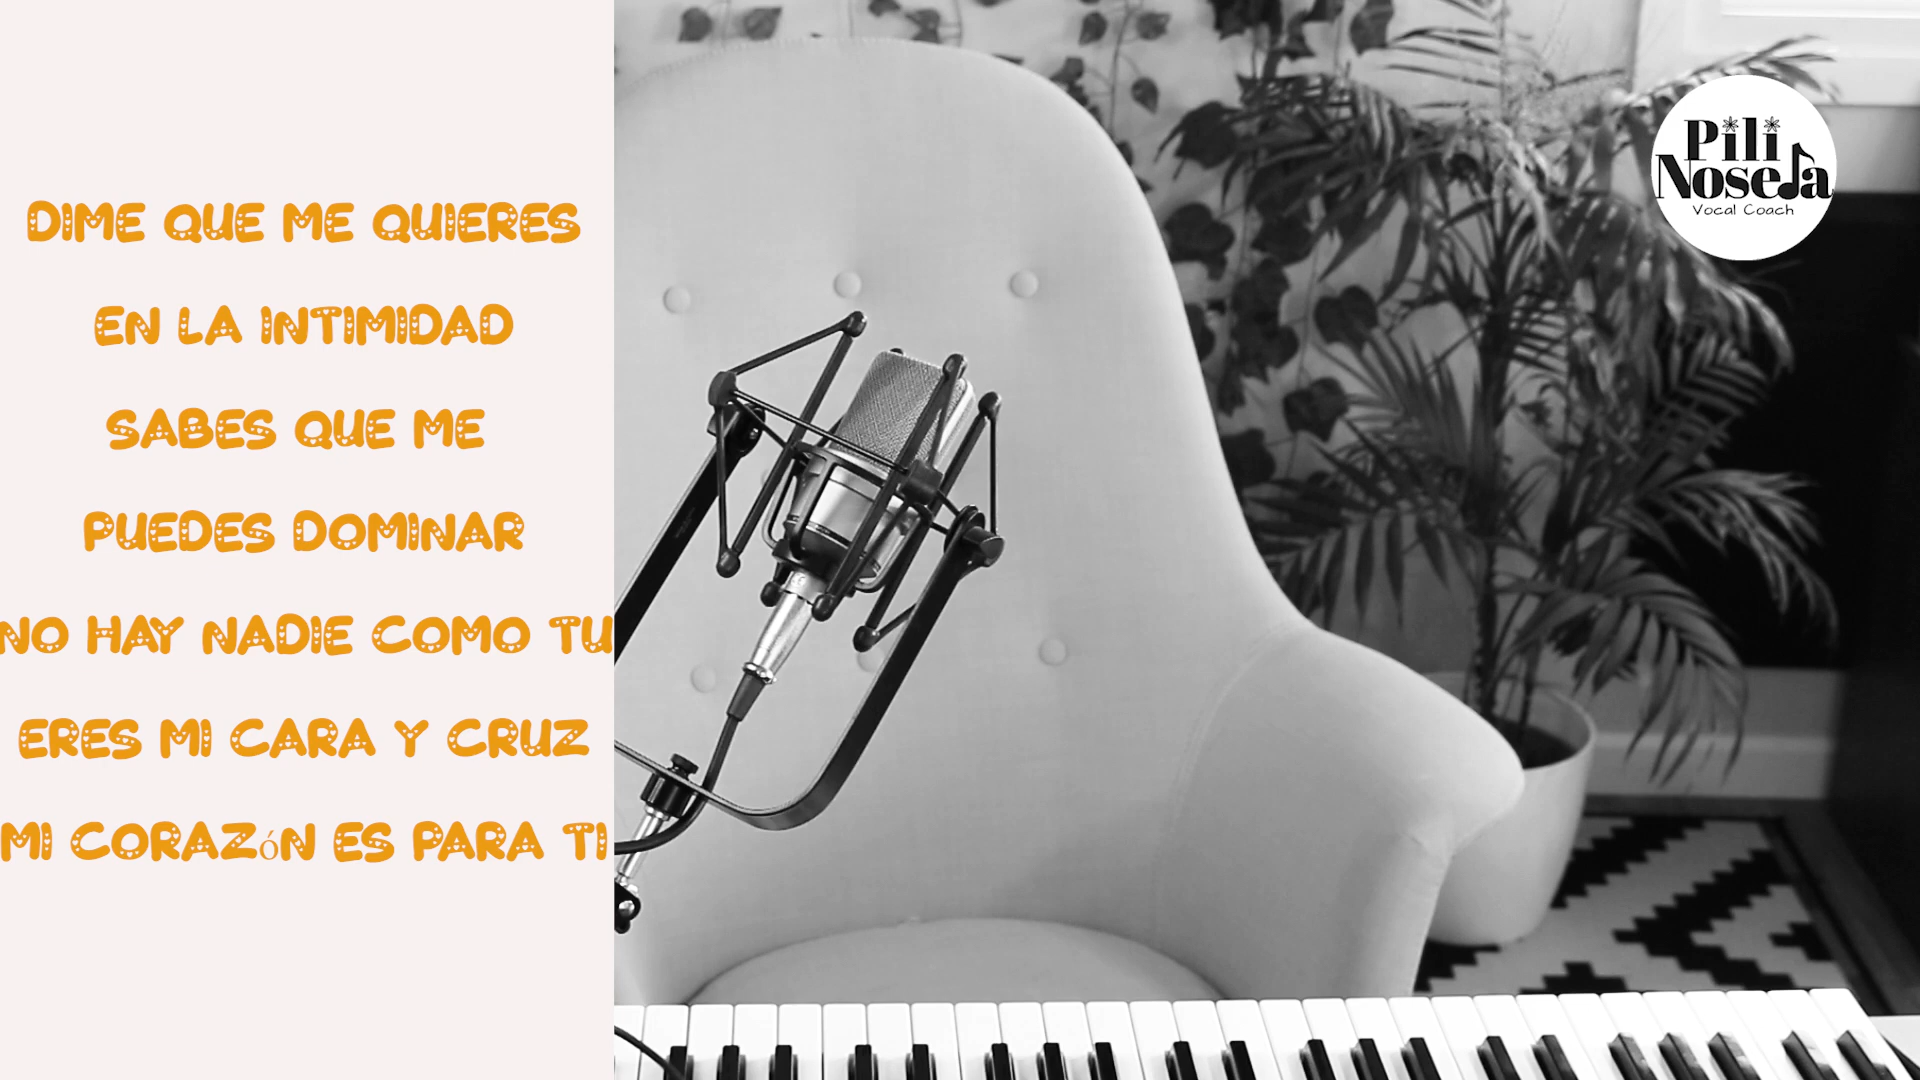 DIME QUE ME QUIERES
EN LA INTIMIDAD
SABES QUE ME
PUEDES DOMINAR
NO HAY NADIE COMO TU
ERES MI CARA Y CRUZ
MI CORAZóN ES PARA TI
Pili
Noseda
Vocal Coach